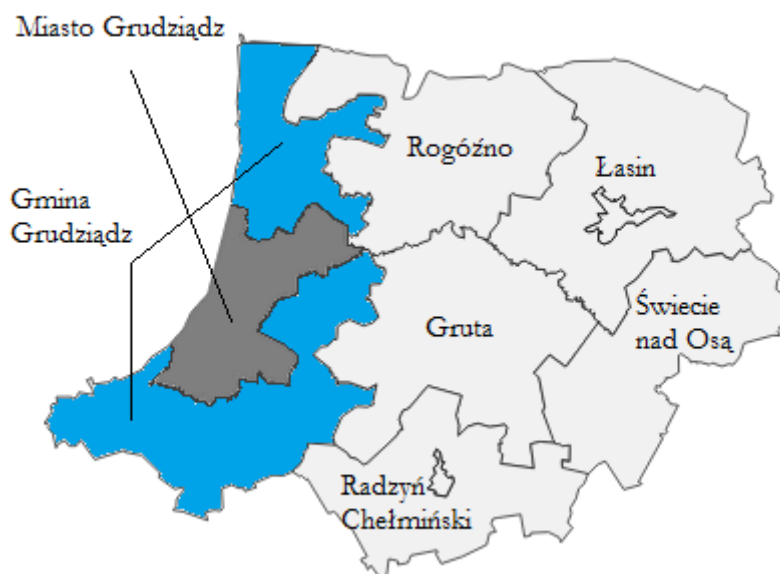 Miasto Grudziądz
Rogóźno
Łasin
Gmina
Grudziądz
Świecie
nad Osą
Gruta
Radzyń
Chełmiński